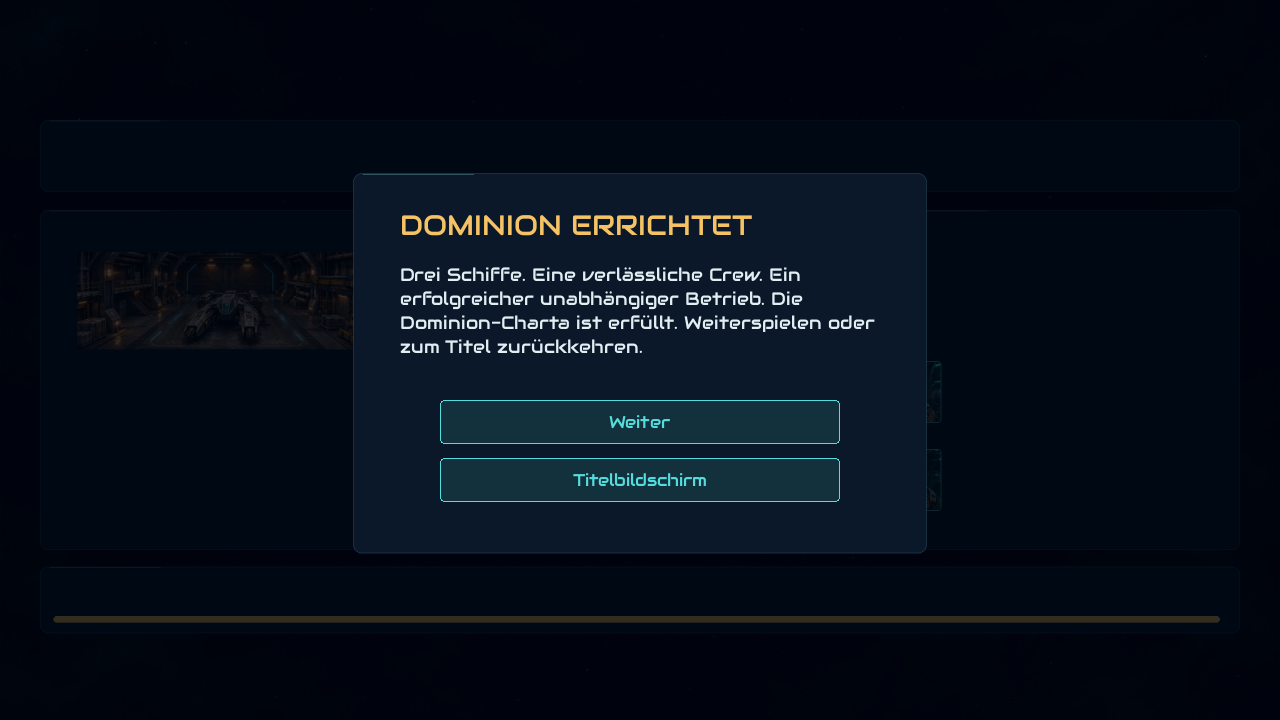 DOMINION ERRICHTET
Drei Schiffe. Eine verlässliche Crew. Ein
erfolgreicher unabhängiger Betrieb. Die
Dominion-Charta ist erfüllt. Weiterspielen oder
zum Titel zurückkehren.
Weiter
Titelbildschirm